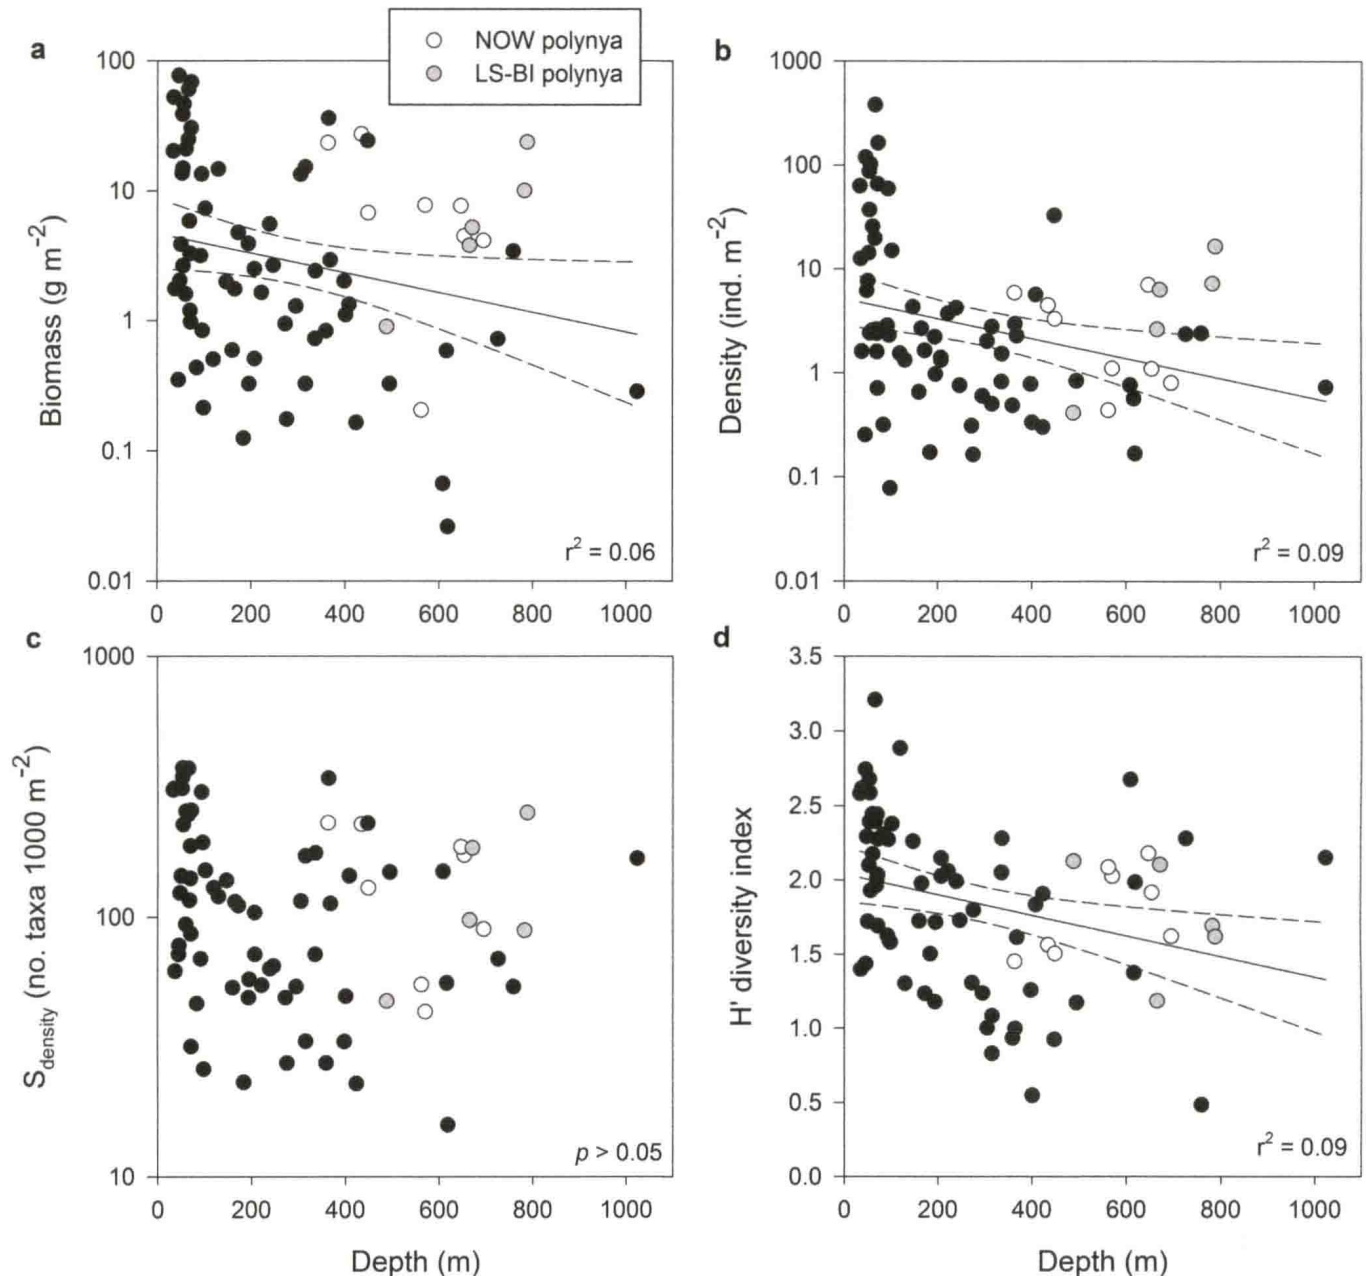 NOW polynya
LS-BI polynya
a
100
10
1
0.1
0.01
Biomass (g m⁻²)
r² = 0.06
0 200 400 600 800 1000
b
1000
100
10
1
0.1
0.01
Density (ind. m⁻²)
r² = 0.09
0 200 400 600 800 1000
c
1000
100
10
S_density (no. taxa 1000 m⁻²)
p > 0.05
0 200 400 600 800 1000
Depth (m)
d
3.5
3.0
2.5
2.0
1.5
1.0
0.5
0.0
H' diversity index
r² = 0.09
0 200 400 600 800 1000
Depth (m)